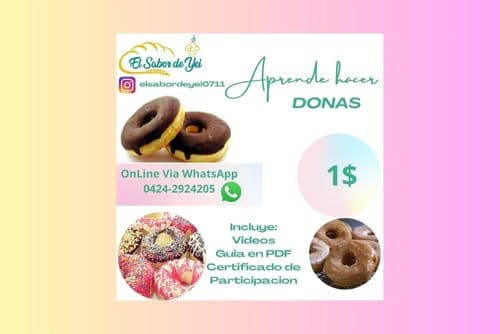 El Sabor de Yei
elsabordeyei0711
Aprende hacer
DONAS
OnLine Via WhatsApp
0424-2924205
1$
Incluye:
Videos
Guia en PDF
Certificado de
Participacion